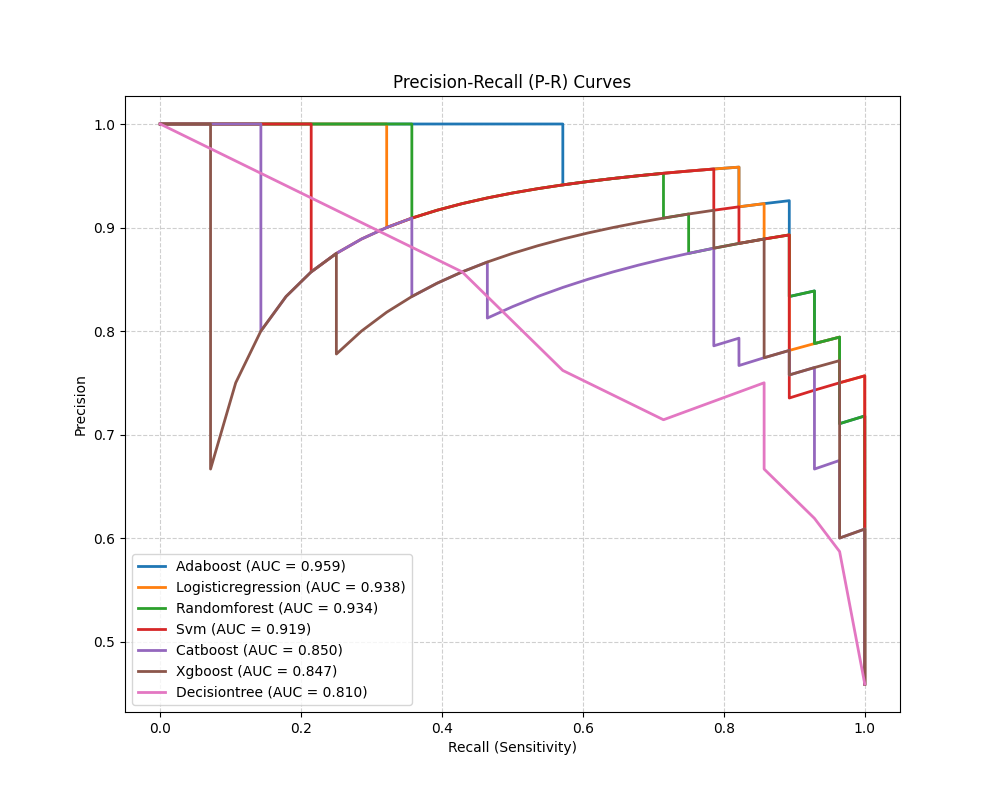 Precision-Recall (P-R) Curves
1.0
0.9
0.8
0.7
0.6
0.5
Precision
Adaboost (AUC = 0.959)
Logisticregression (AUC = 0.938)
Randomforest (AUC = 0.934)
Svm (AUC = 0.919)
Catboost (AUC = 0.850)
Xgboost (AUC = 0.847)
Decisiontree (AUC = 0.810)
0.0 0.2 0.4 0.6 0.8 1.0
Recall (Sensitivity)